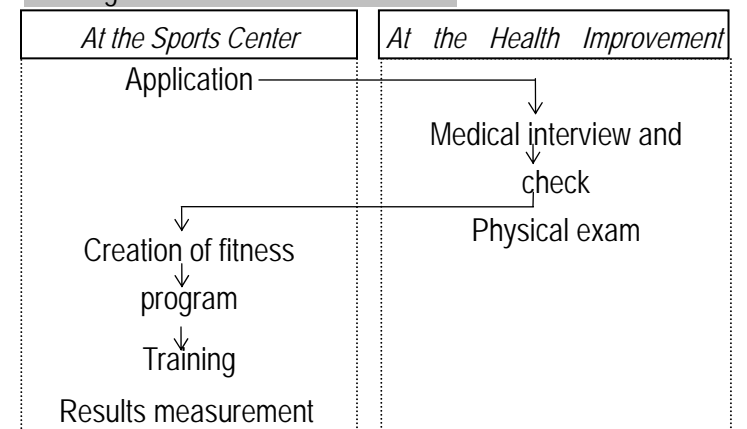 At the Sports Center
At the Health Improvement
Application
Medical interview and
check
Physical exam
Creation of fitness
program
Training
Results measurement